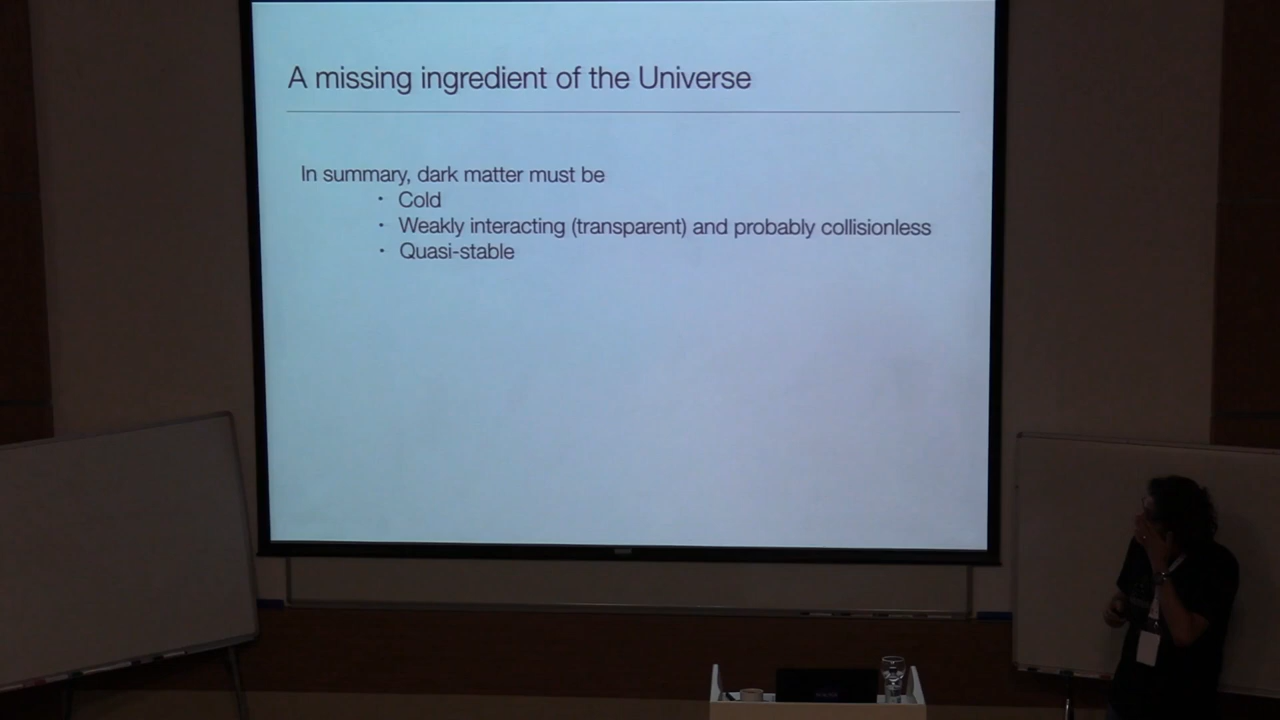 A missing ingredient of the Universe
In summary, dark matter must be
• Cold
• Weakly interacting (transparent) and probably collisionless
• Quasi-stable